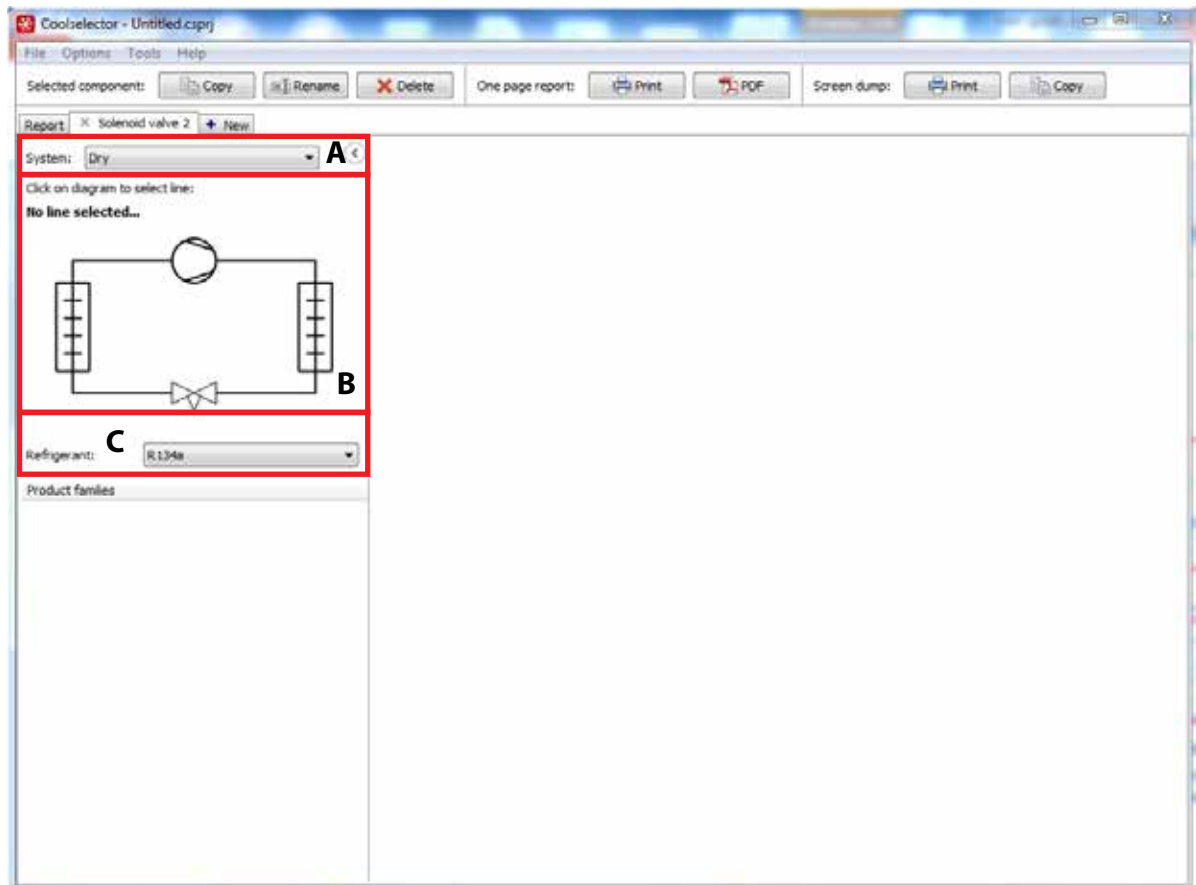 Coolselector - Untitled.csprj
File Options Tools Help
Selected component: Copy Rename Delete One page report: Print PDF Screen dump: Print Copy
Report Solenoid valve 2 New
System: Dry A
Click on diagram to select line:
No line selected...
B
C
Refrigerant: R134a
Product families